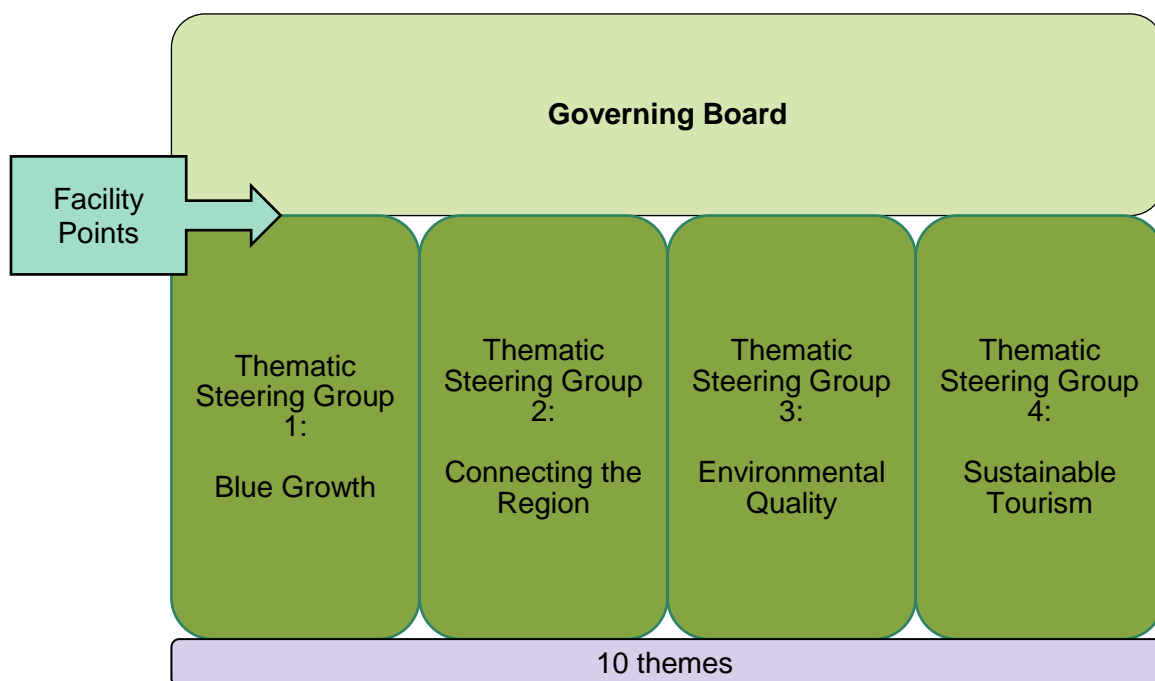 Governing Board
Facility
Points
Thematic
Steering Group
1:
Blue Growth
Thematic
Steering Group
2:
Connecting the
Region
Thematic
Steering Group
3:
Environmental
Quality
Thematic
Steering Group
4:
Sustainable
Tourism
10 themes